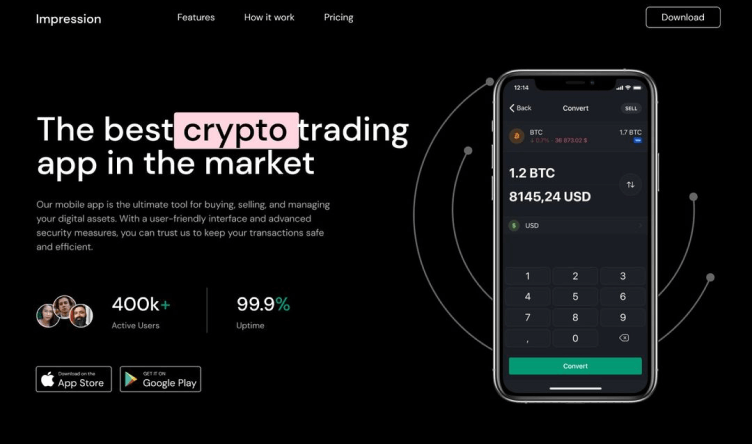 Impression
Features
How it work
Pricing
Download
The best crypto trading
app in the market
Our mobile app is the ultimate tool for buying, selling, and managing
your digital assets. With a user-friendly interface and advanced
security measures, you can trust us to keep your transactions safe
and efficient.
400k+
Active Users
99.9%
Uptime
Download on the
App Store
GET IT ON
Google Play
12:14
Back
Convert
SELL
BTC
1.7 BTC
36 873.02 $
1.2 BTC
8145,24 USD
$
USD
1 2 3
4 5 6
7 8 9
, 0
Convert